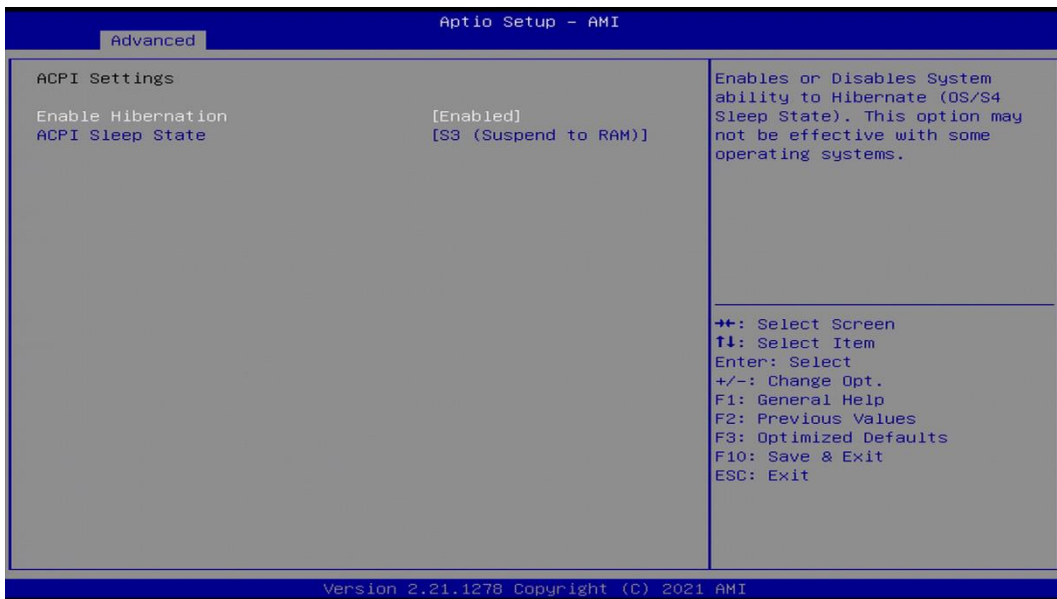 Aptio Setup – AMI
Advanced
ACPI Settings
Enable Hibernation [Enabled]
ACPI Sleep State [S3 (Suspend to RAM)]
Enables or Disables System
ability to Hibernate (OS/S4
Sleep State). This option may
not be effective with some
operating systems.
→←: Select Screen
↑↓: Select Item
Enter: Select
+/-: Change Opt.
F1: General Help
F2: Previous Values
F3: Optimized Defaults
F10: Save & Exit
ESC: Exit
Version 2.21.1278 Copyright (C) 2021 AMI